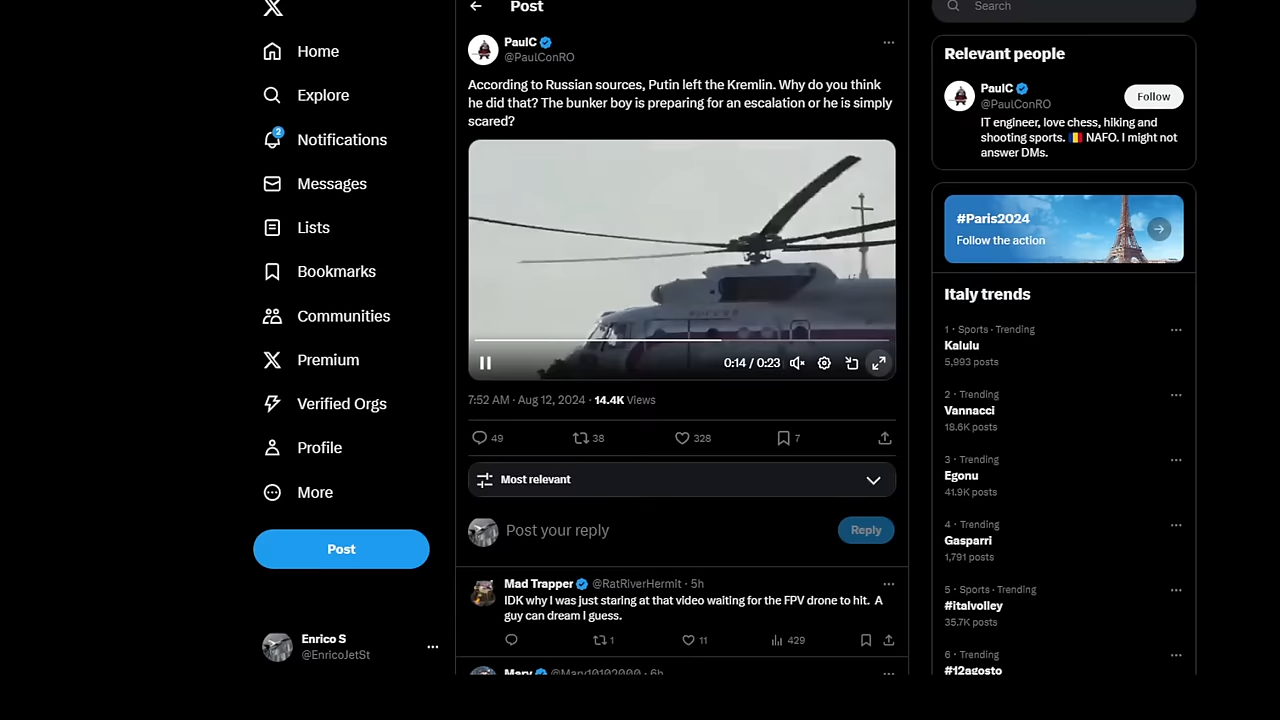 Home
Explore
2
Notifications
Messages
Lists
Bookmarks
Communities
Premium
Verified Orgs
Profile
More
Post
Enrico S
@EnricoJetSt
Post
PaulC
@PaulConRO
According to Russian sources, Putin left the Kremlin. Why do you think
he did that? The bunker boy is preparing for an escalation or he is simply
scared?
0:14 / 0:23
7:52 AM · Aug 12, 2024 · 14.4K Views
49
38
328
7
Most relevant
Post your reply
Reply
Mad Trapper @RatRiverHermIt · 5h
IDK why I was just staring at that video waiting for the FPV drone to hit. A
guy can dream I guess.
1
11
429
Mary @Mary10102000 · 6h
Search
Relevant people
PaulC
@PaulConRO
Follow
IT engineer, love chess, hiking and
shooting sports. 🇷🇴 NAFO. I might not
answer DMs.
#Paris2024
Follow the action
Italy trends
1 · Sports · Trending
Kalulu
5,993 posts
2 · Trending
Vannacci
18.6K posts
3 · Trending
Egonu
41.9K posts
4 · Trending
Gasparri
1,791 posts
5 · Sports · Trending
#italvolley
35.7K posts
6 · Trending
#12agosto